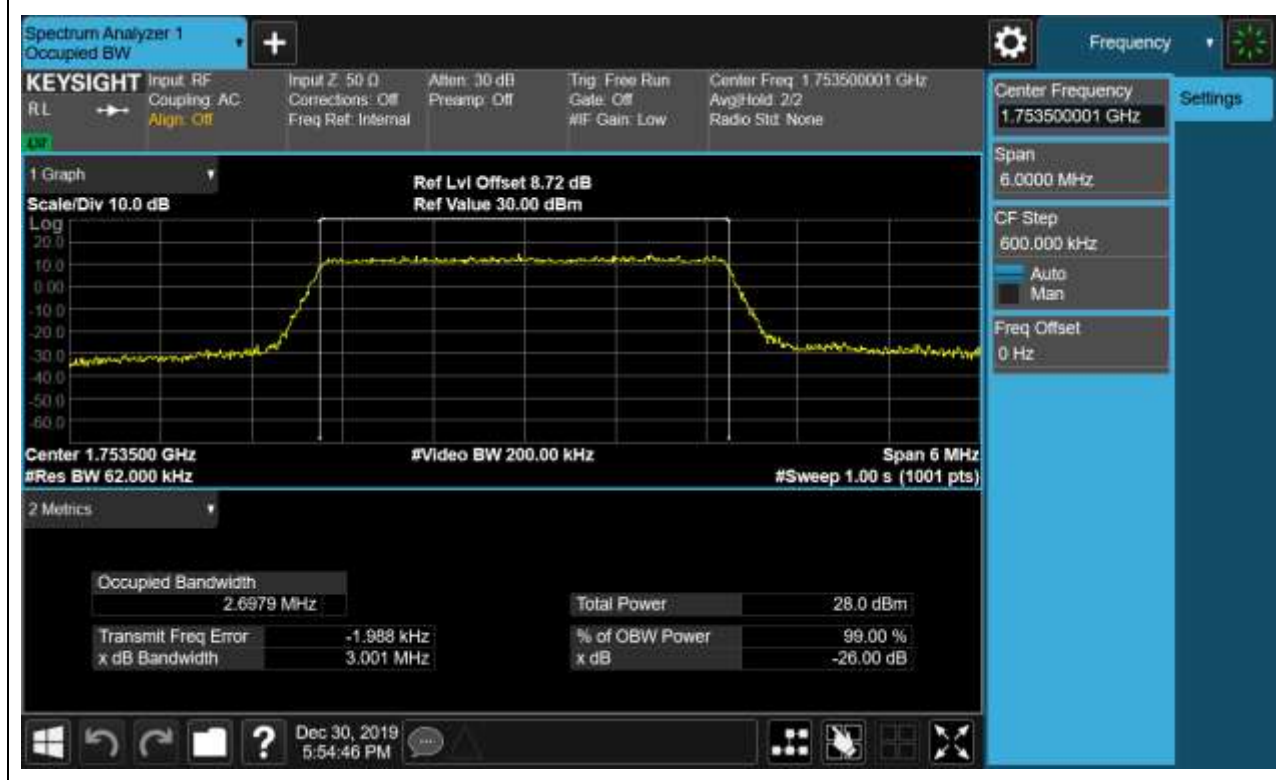 Spectrum Analyzer 1
Occupied BW
+
Frequency
KEYSIGHT
RL
Input: RF
Coupling: AC
Align: Off
Input Z: 50 Ω
Corrections: Off
Freq Ref: Internal
Atten: 30 dB
Preamp: Off
Trig: Free Run
Gate: Off
#IF Gain: Low
Center Freq: 1.753500001 GHz
Avg|Hold: 2/2
Radio Std: None
Center Frequency
1.753500001 GHz
Settings
Span
6.0000 MHz
CF Step
600.000 kHz
Auto
Man
Freq Offset
0 Hz
1 Graph
Scale/Div 10.0 dB
Ref Lvl Offset 8.72 dB
Ref Value 30.00 dBm
Log
20.0
10.0
0.00
-10.0
-20.0
-30.0
-40.0
-50.0
-60.0
Center 1.753500 GHz
#Video BW 200.00 kHz
Span 6 MHz
#Res BW 62.000 kHz
#Sweep 1.00 s (1001 pts)
2 Metrics
Occupied Bandwidth
2.6979 MHz
Total Power 28.0 dBm
Transmit Freq Error -1.988 kHz
% of OBW Power 99.00 %
x dB Bandwidth 3.001 MHz
x dB -26.00 dB
?
Dec 30, 2019
5:54:46 PM